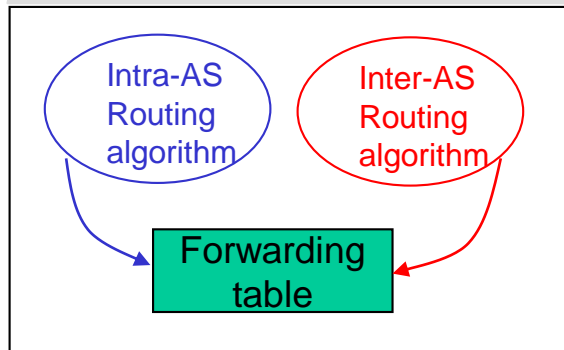 Intra-AS
Routing
algorithm
Inter-AS
Routing
algorithm
Forwarding
table